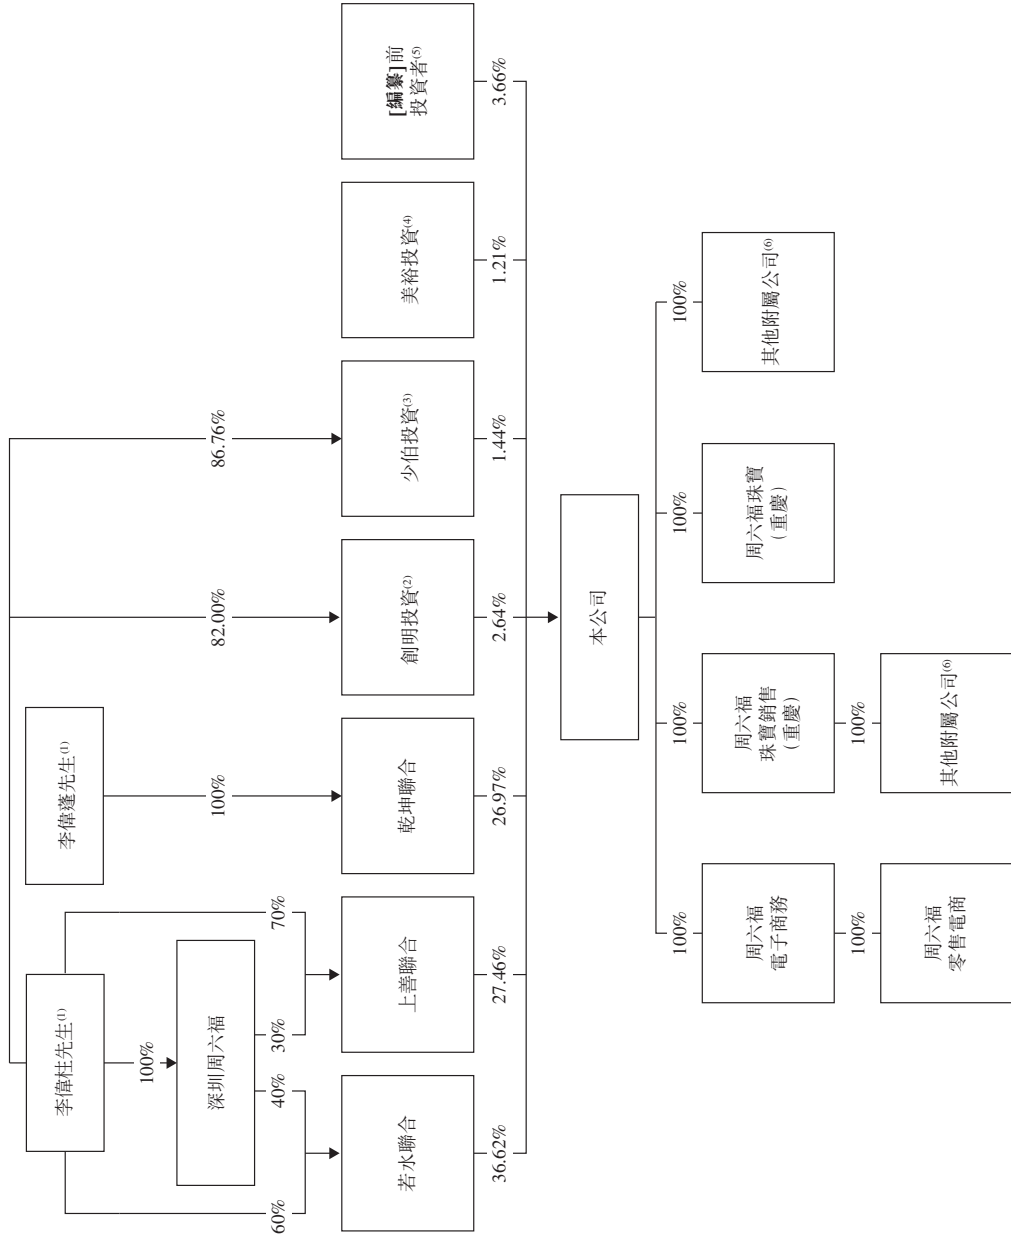 李偉柱先生(1)
李偉蓬先生(1)
100%
深圳周六福
60%
40%
30%
70%
100%
82.00%
86.76%
若水聯合
上善聯合
乾坤聯合
創明投資(2)
少伯投資(3)
美裕投資(4)
[編纂]前
投資者(5)
36.62%
27.46%
26.97%
2.64%
1.44%
1.21%
3.66%
本公司
100%
100%
100%
100%
周六福
電子商務
周六福
珠寶銷售
(重慶)
周六福珠寶
(重慶)
其他附屬公司(6)
100%
100%
周六福
零售電商
其他附屬公司(6)